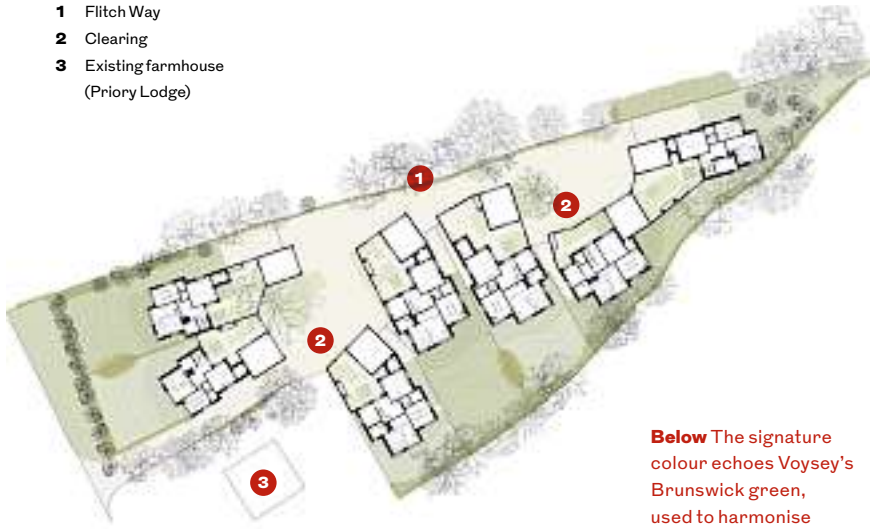 1 Flitch Way
2 Clearing
3 Existing farmhouse
(Priory Lodge)
1
2
2
3
Below The signature
colour echoes Voysey's
Brunswick green,
used to harmonise